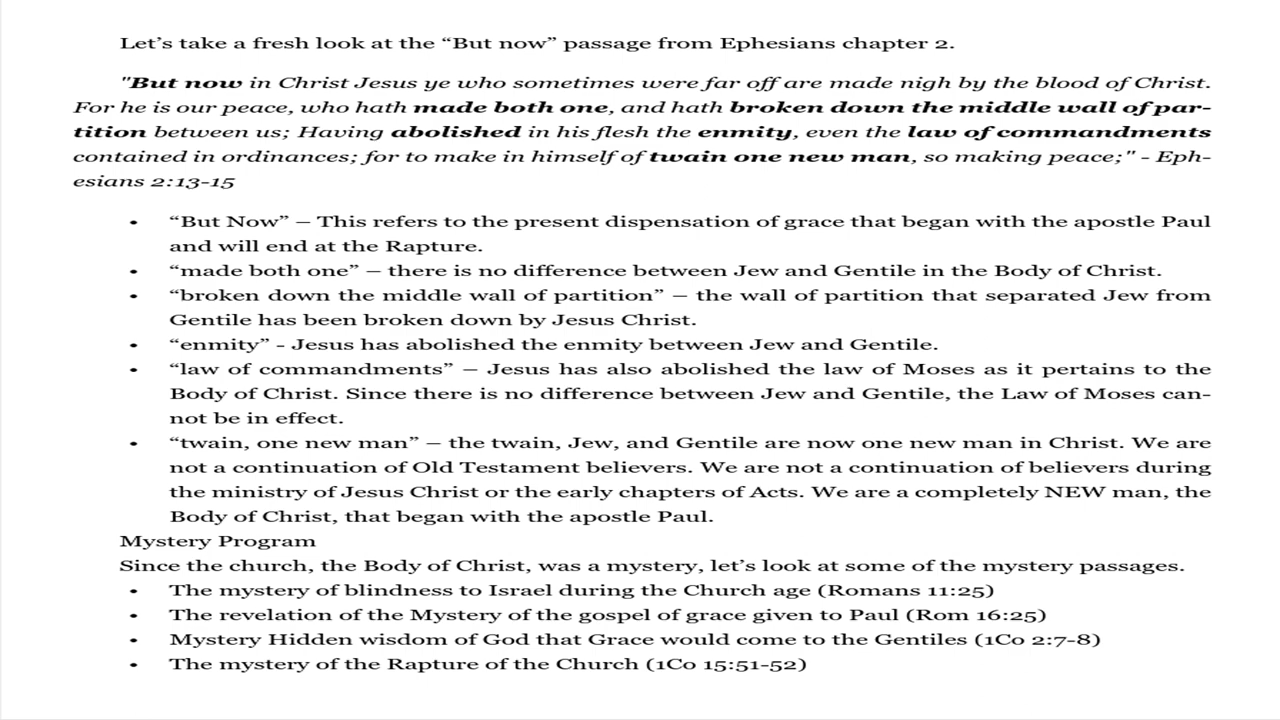 Let’s take a fresh look at the “But now” passage from Ephesians chapter 2.
"But now in Christ Jesus ye who sometimes were far off are made nigh by the blood of Christ.
For he is our peace, who hath made both one, and hath broken down the middle wall of par-
tition between us; Having abolished in his flesh the enmity, even the law of commandments
contained in ordinances; for to make in himself of twain one new man, so making peace;" - Eph-
esians 2:13-15
• “But Now” – This refers to the present dispensation of grace that began with the apostle Paul
and will end at the Rapture.
• “made both one” – there is no difference between Jew and Gentile in the Body of Christ.
• “broken down the middle wall of partition” – the wall of partition that separated Jew from
Gentile has been broken down by Jesus Christ.
• “enmity” - Jesus has abolished the enmity between Jew and Gentile.
• “law of commandments” – Jesus has also abolished the law of Moses as it pertains to the
Body of Christ. Since there is no difference between Jew and Gentile, the Law of Moses can-
not be in effect.
• “twain, one new man” – the twain, Jew, and Gentile are now one new man in Christ. We are
not a continuation of Old Testament believers. We are not a continuation of believers during
the ministry of Jesus Christ or the early chapters of Acts. We are a completely NEW man, the
Body of Christ, that began with the apostle Paul.
Mystery Program
Since the church, the Body of Christ, was a mystery, let’s look at some of the mystery passages.
• The mystery of blindness to Israel during the Church age (Romans 11:25)
• The revelation of the Mystery of the gospel of grace given to Paul (Rom 16:25)
• Mystery Hidden wisdom of God that Grace would come to the Gentiles (1Co 2:7-8)
• The mystery of the Rapture of the Church (1Co 15:51-52)